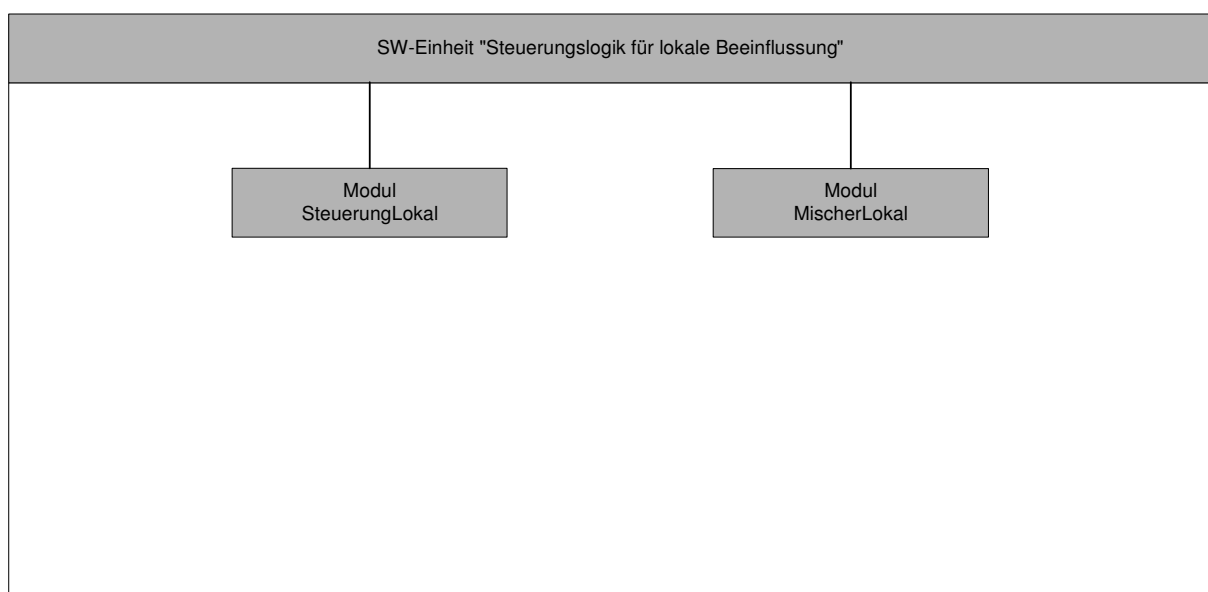 SW-Einheit "Steuerungslogik für lokale Beeinflussung"
Modul
SteuerungLokal
Modul
MischerLokal